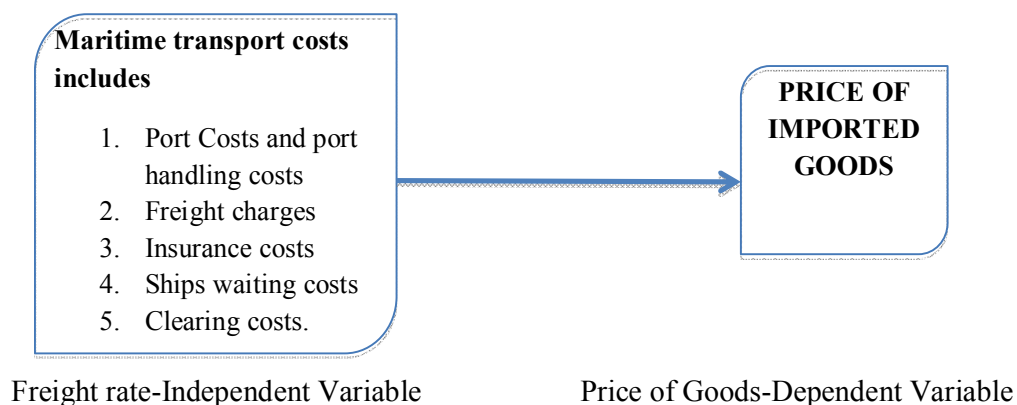 Maritime transport costs
includes
1. Port Costs and port
handling costs
2. Freight charges
3. Insurance costs
4. Ships waiting costs
5. Clearing costs.
PRICE OF
IMPORTED
GOODS
Freight rate-Independent Variable
Price of Goods-Dependent Variable